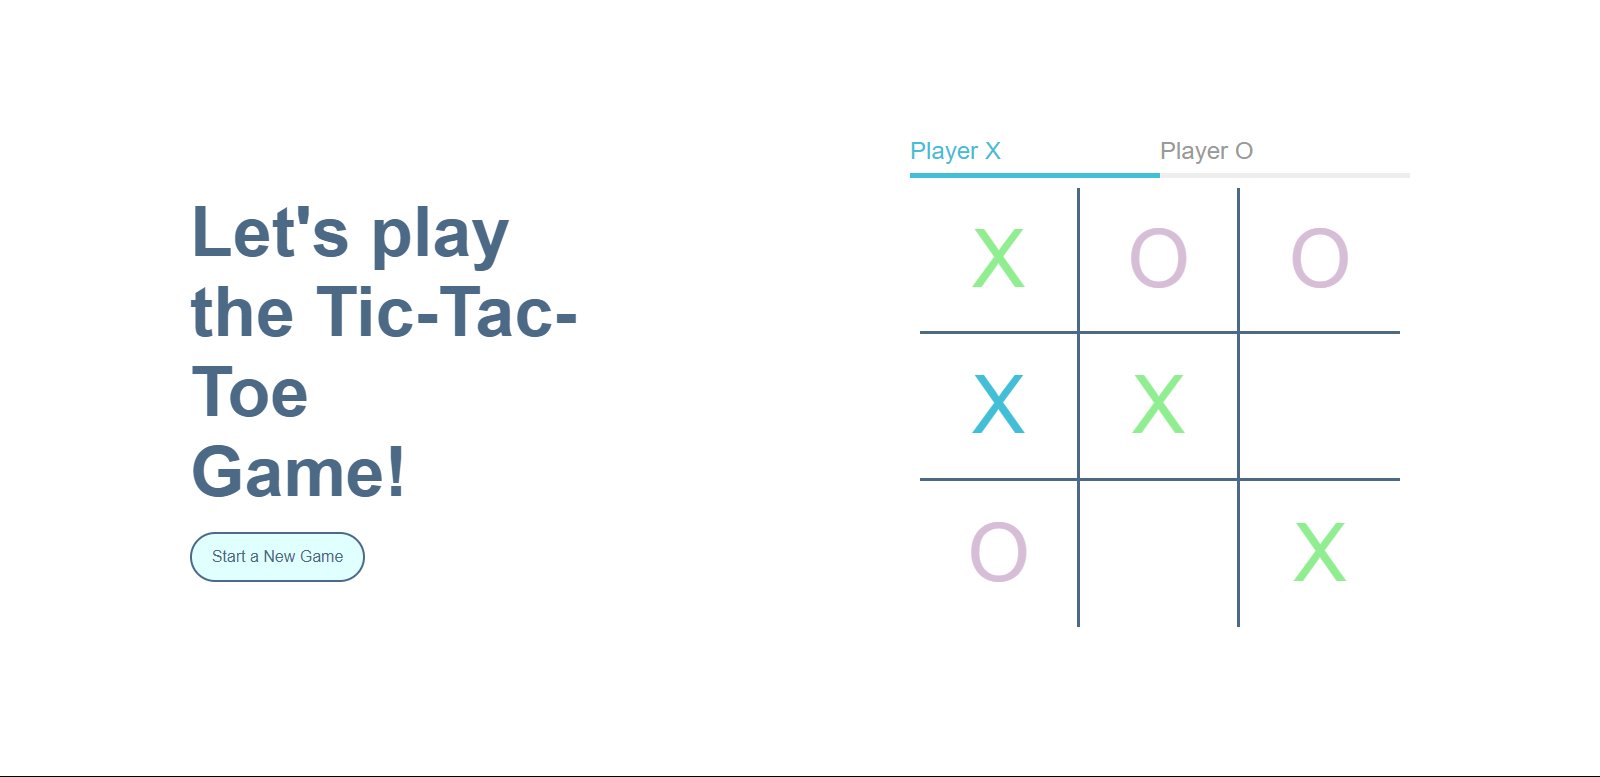 Let's play
the Tic-Tac-
Toe
Game!
Start a New Game
Player X Player O
X O O
X X
O X